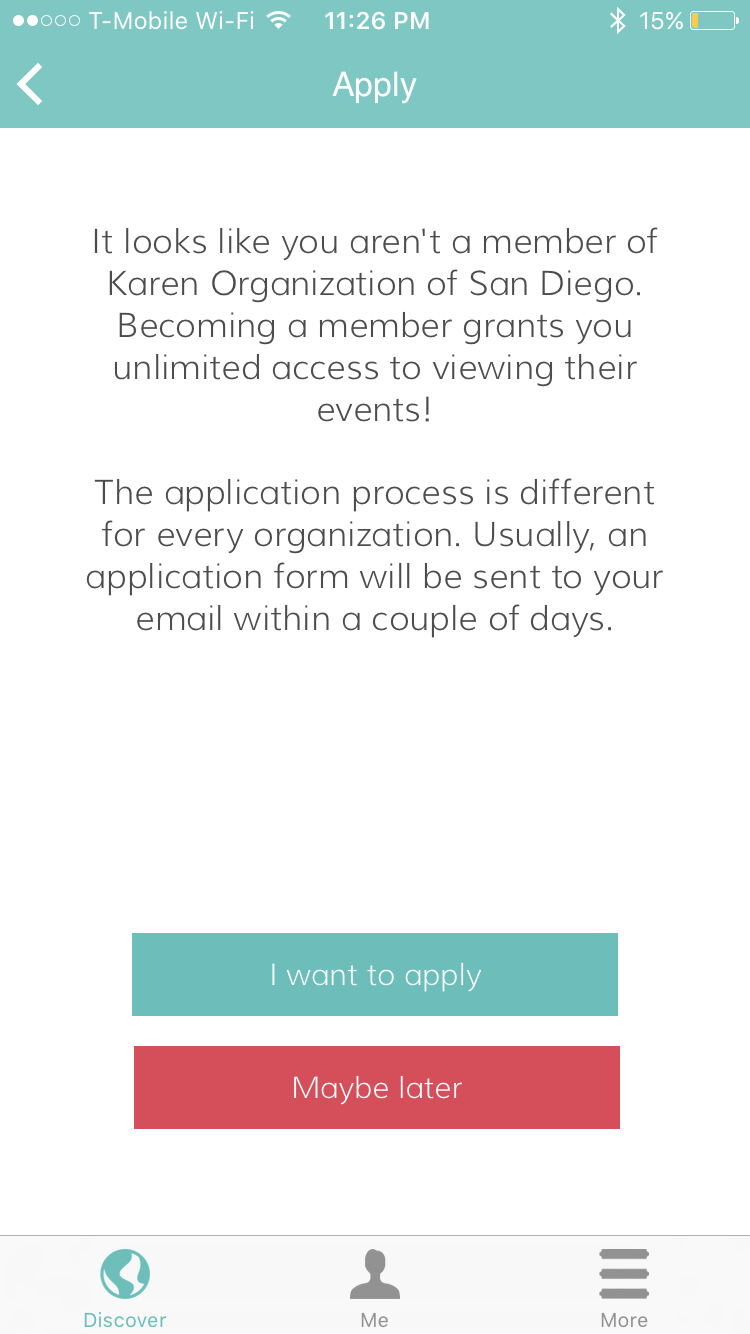 T-Mobile Wi-Fi 11:26 PM 15%
Apply
It looks like you aren't a member of
Karen Organization of San Diego.
Becoming a member grants you
unlimited access to viewing their
events!
The application process is different
for every organization. Usually, an
application form will be sent to your
email within a couple of days.
I want to apply
Maybe later
Discover Me More